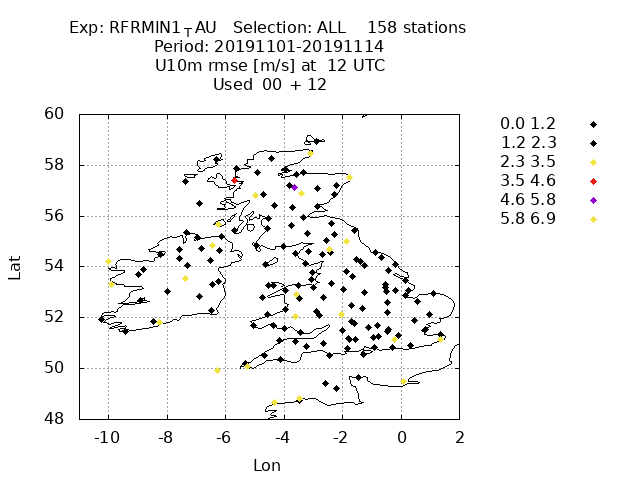 Exp: RFRMIN1_TAU   Selection: ALL    158 stations
Period: 20191101-20191114
U10m rmse [m/s] at  12 UTC
Used  00 + 12
60
58
56
54
52
50
48
Lat
-10 -8 -6 -4 -2 0 2
Lon
0.0 1.2
1.2 2.3
2.3 3.5
3.5 4.6
4.6 5.8
5.8 6.9